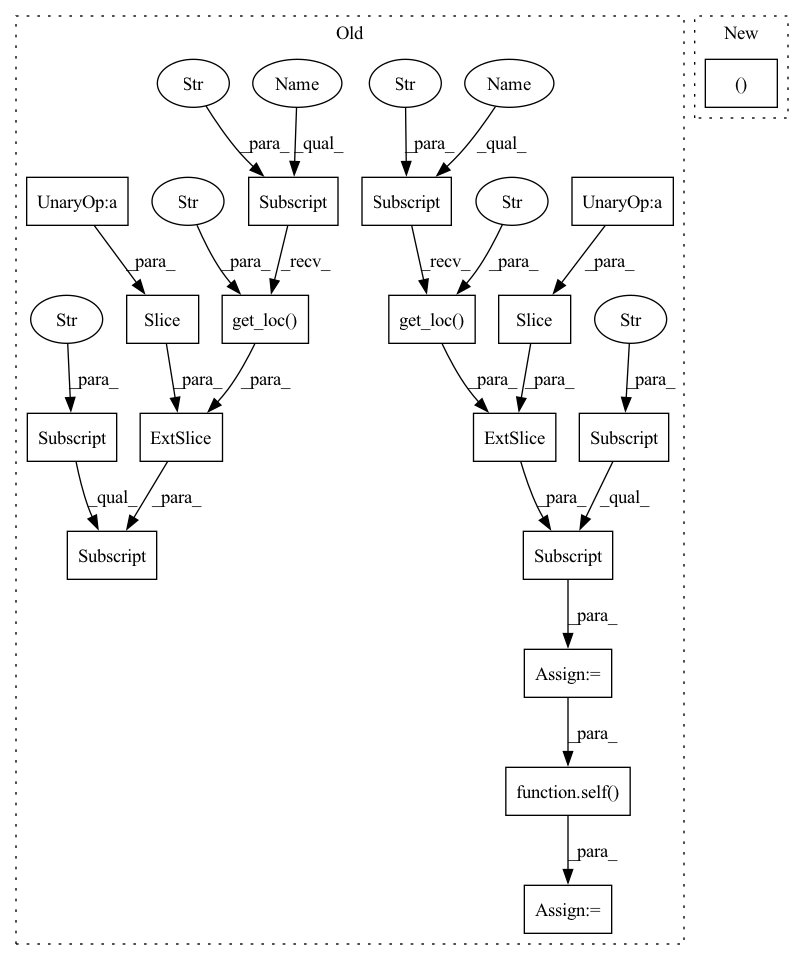 Old
New
Str
Name
Str
Name
()
_para_
_qual_
_para_
_qual_
UnaryOp:a
Str
Subscript
Subscript
Str
UnaryOp:a
_para_
_para_
_recv_
_recv_
_para_
_para_
Str
Slice
get_loc()
get_loc()
Slice
Str
_para_
_para_
_para_
_para_
_para_
_para_
Subscript
ExtSlice
ExtSlice
Subscript
_qual_
_para_
_para_
_qual_
Subscript
Subscript
_para_
Assign:=
_para_
function.self()
_para_
Assign:=